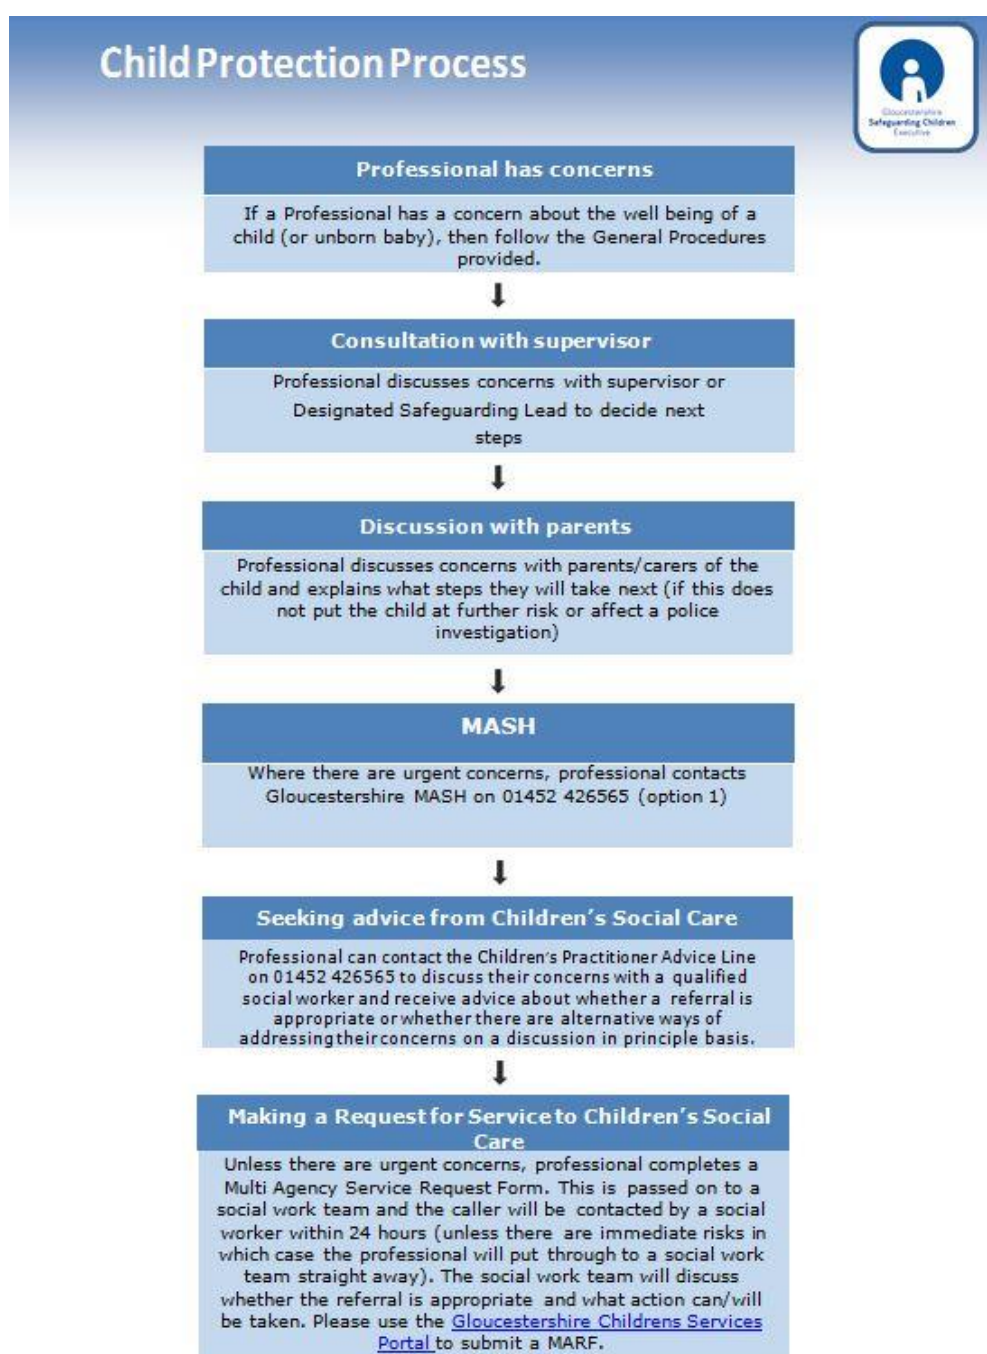 Child Protection Process
Gloucestershire
Safeguarding Children
Executive
Professional has concerns
If a Professional has a concern about the well being of a
child (or unborn baby), then follow the General Procedures
provided.
Consultation with supervisor
Professional discusses concerns with supervisor or
Designated Safeguarding Lead to decide next
steps
Discussion with parents
Professional discusses concerns with parents/carers of the
child and explains what steps they will take next (if this does
not put the child at further risk or affect a police
investigation)
MASH
Where there are urgent concerns, professional contacts
Gloucestershire MASH on 01452 426565 (option 1)
Seeking advice from Children's Social Care
Professional can contact the Children's Practitioner Advice Line
on 01452 426565 to discuss their concerns with a qualified
social worker and receive advice about whether a referral is
appropriate or whether there are alternative ways of
addressing their concerns on a discussion in principle basis.
Making a Request for Service to Children's Social
Care
Unless there are urgent concerns, professional completes a
Multi Agency Service Request Form. This is passed on to a
social work team and the caller will be contacted by a social
worker within 24 hours (unless there are immediate risks in
which case the professional will put through to a social work
team straight away). The social work team will discuss
whether the referral is appropriate and what action can/will
be taken. Please use the Gloucestershire Childrens Services
Portal to submit a MARF.